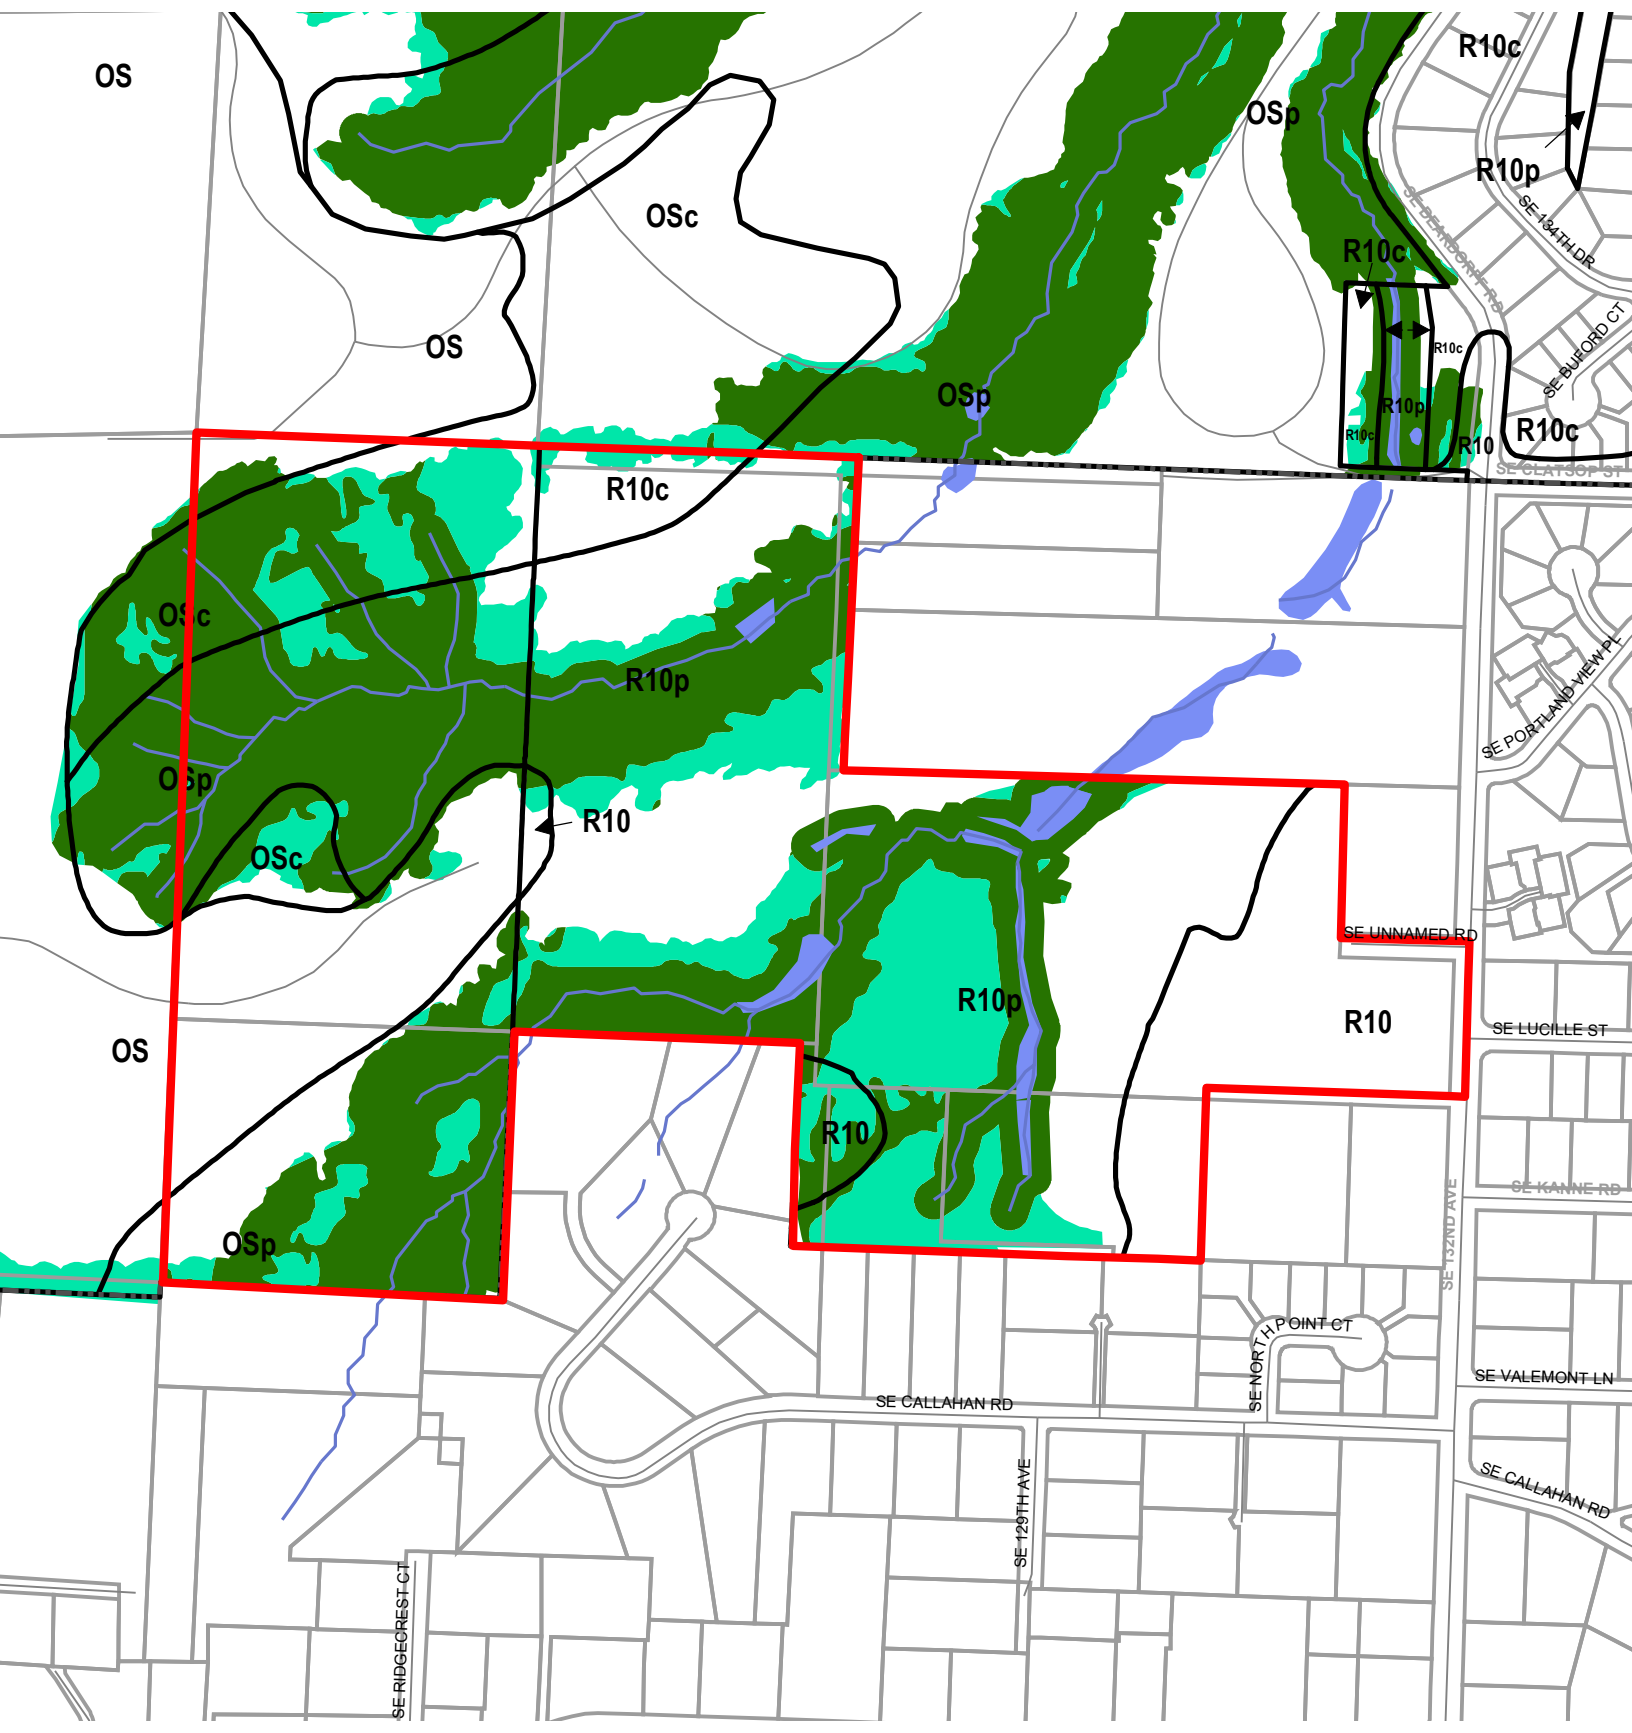 OS
R10c
OSp
R10p
SE 134TH DR
OSc
SE DEARDORFF RD
R10c
OS
R10c
SE BUFORD CT
OSp
R10p
R10c
R10
R10c
SE CLATSOP ST
R10c
OSc
R10p
SE PORTLAND VIEW PL
OSp
R10
OSc
SE UNNAMED RD
R10p
R10
SE LUCILLE ST
OS
R10
SE KANNE RD
SE 132ND AVE
OSp
SE NORTH POINT CT
SE VALEMONT LN
SE CALLAHAN RD
SE CALLAHAN RD
SE 129TH AVE
SE RIDGECREST CT